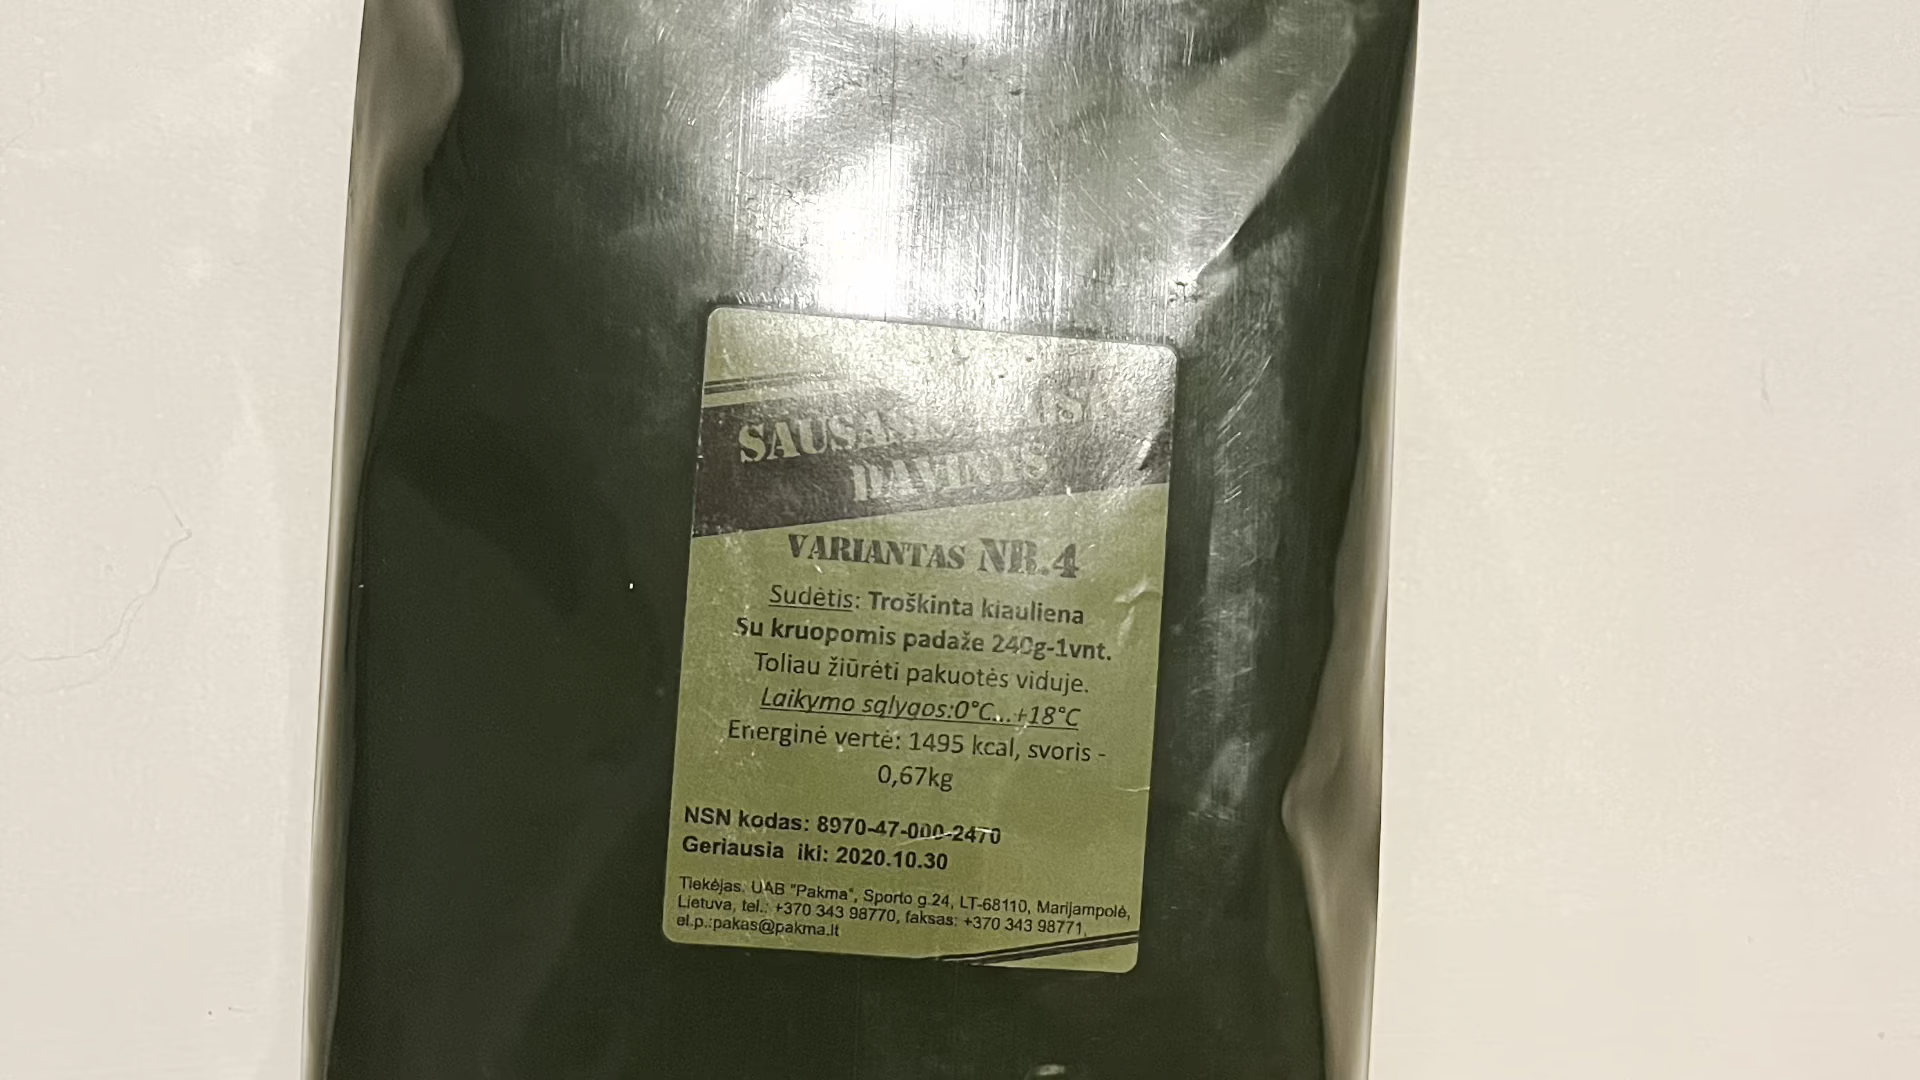 SAUSAS
DAVINYS
VARIANTAS NR.4
Sudėtis: Troškinta kiauliena
Su kruopomis padaže 240g-1vnt.
Toliau žiūrėti pakuotės viduje.
Laikymo sąlygos:0°C...+18°C
Energinė vertė: 1495 kcal, svoris -
0,67kg
NSN kodas: 8970-47-000-2470
Geriausia iki: 2020.10.30
Tiekėjas: UAB "Pakma", Sporto g.24, LT-68110, Marijampolė,
Lietuva, tel.: +370 343 98770, faksas: +370 343 98771,
el.p.:pakas@pakma.lt